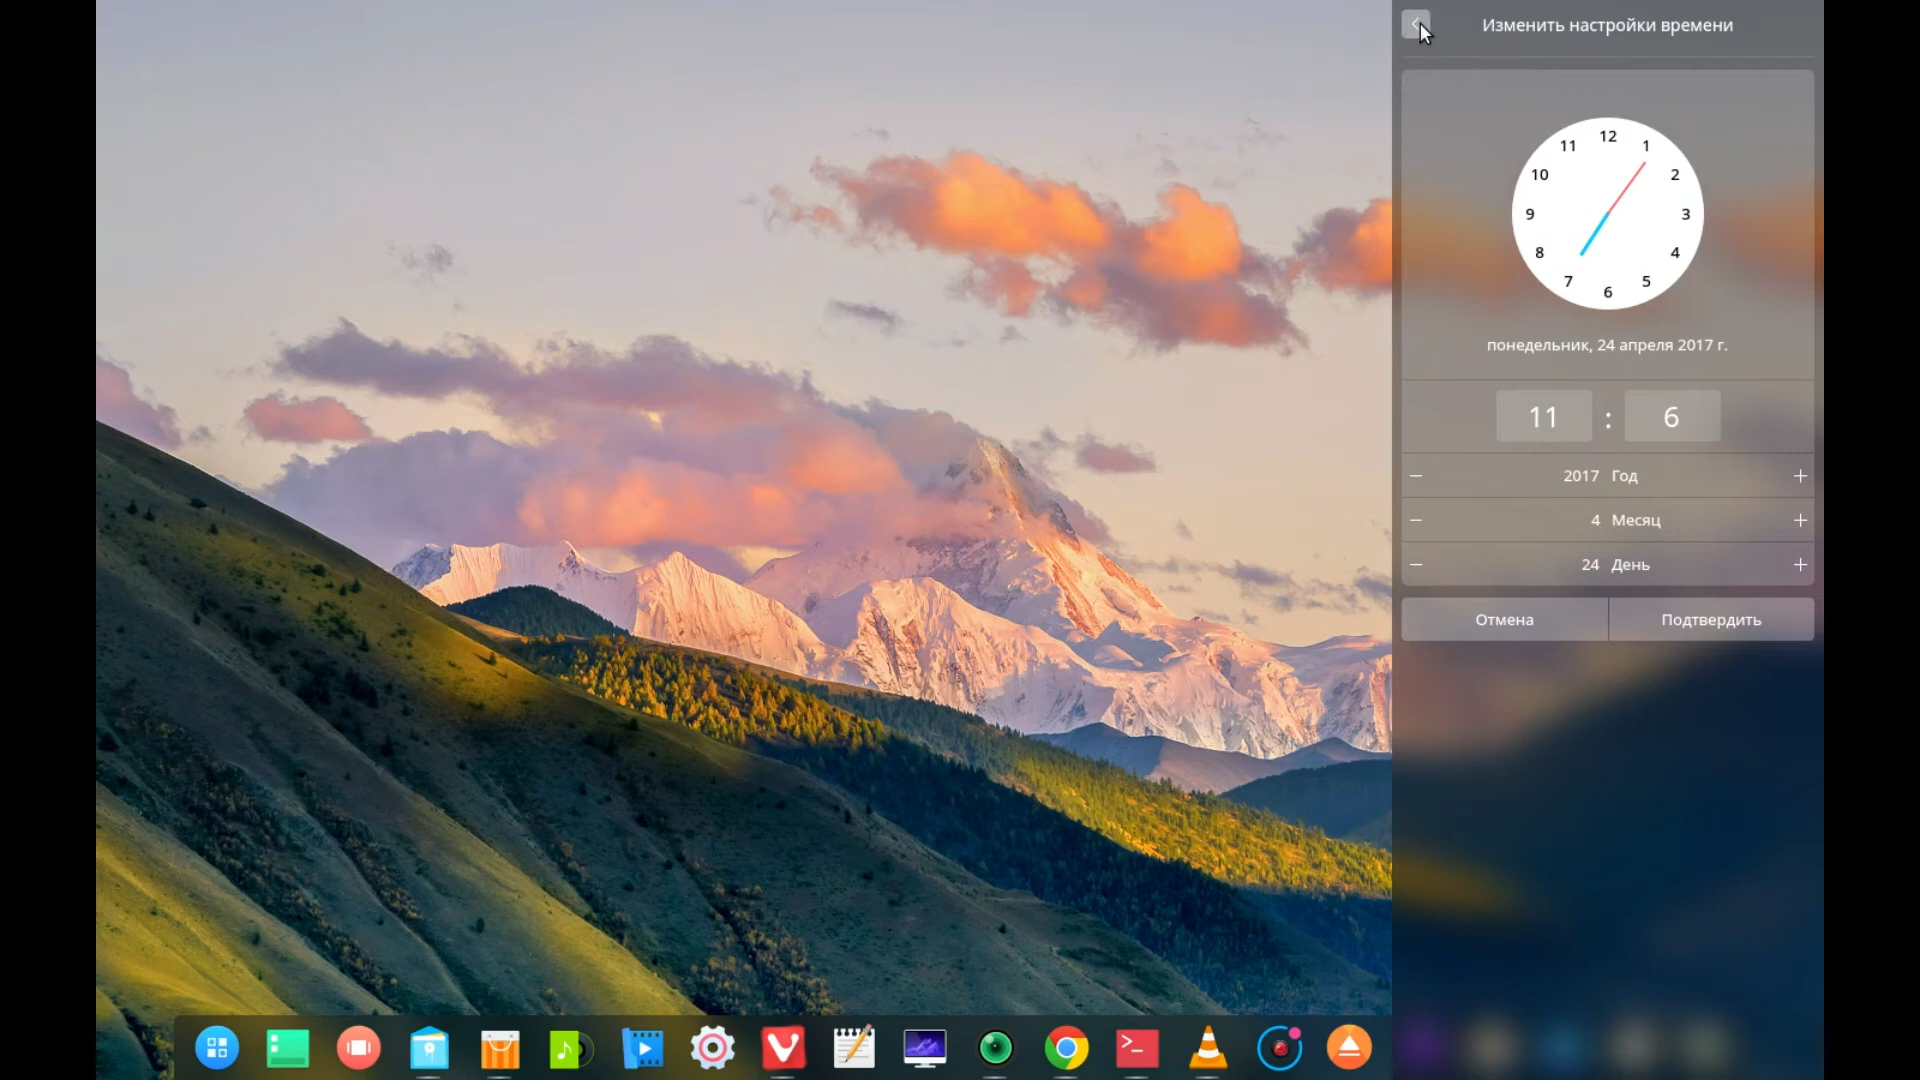 Изменить настройки времени
12
11
1
10
2
9
3
8
4
7
5
6
понедельник, 24 апреля 2017 г.
11 : 6
− 2017 Год +
− 4 Месяц +
− 24 День +
Отмена Подтвердить